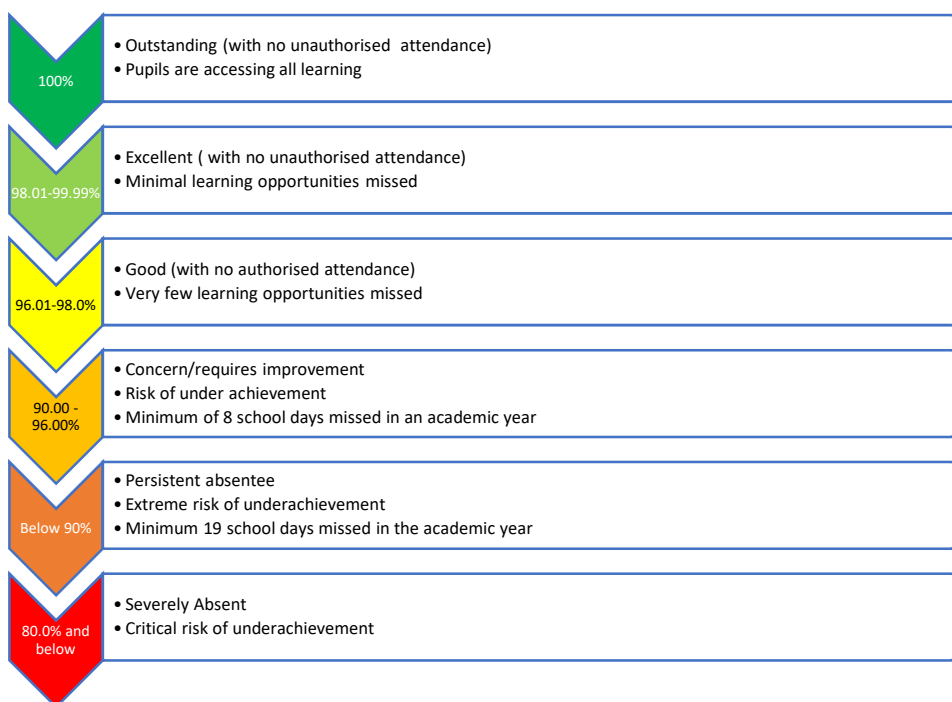 100%
• Outstanding (with no unauthorised  attendance)
• Pupils are accessing all learning
98.01-99.99%
• Excellent ( with no unauthorised attendance)
• Minimal learning opportunities missed
96.01-98.0%
• Good (with no authorised attendance)
• Very few learning opportunities missed
90.00 -
96.00%
• Concern/requires improvement
• Risk of under achievement
• Minimum of 8 school days missed in an academic year
Below 90%
• Persistent absentee
• Extreme risk of underachievement
• Minimum 19 school days missed in the academic year
80.0% and
below
• Severely Absent
• Critical risk of underachievement